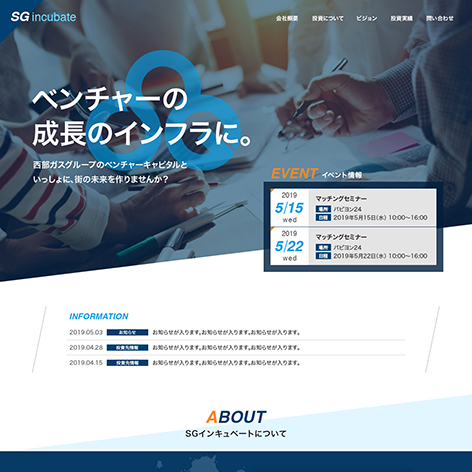 SG incubate
会社概要 投資について ビジョン 投資実績 問い合わせ
ベンチャーの
成長のインフラに。
西部ガスグループのベンチャーキャピタルと
いっしょに、街の未来を作りませんか？
EVENT イベント情報
2019
5/15
wed
マッチングセミナー
場所 パピヨン24
日程 2019年5月15日(水) 10:00〜16:00
2019
5/22
wed
マッチングセミナー
場所 パピヨン24
日程 2019年5月22日(水) 10:00〜16:00
INFORMATION
2019.05.03 お知らせ お知らせが入ります。お知らせが入ります。お知らせが入ります。
2019.04.28 投資先情報 お知らせが入ります。お知らせが入ります。お知らせが入ります。
2019.04.15 投資先情報 お知らせが入ります。お知らせが入ります。お知らせが入ります。
ABOUT
SGインキュベートについて